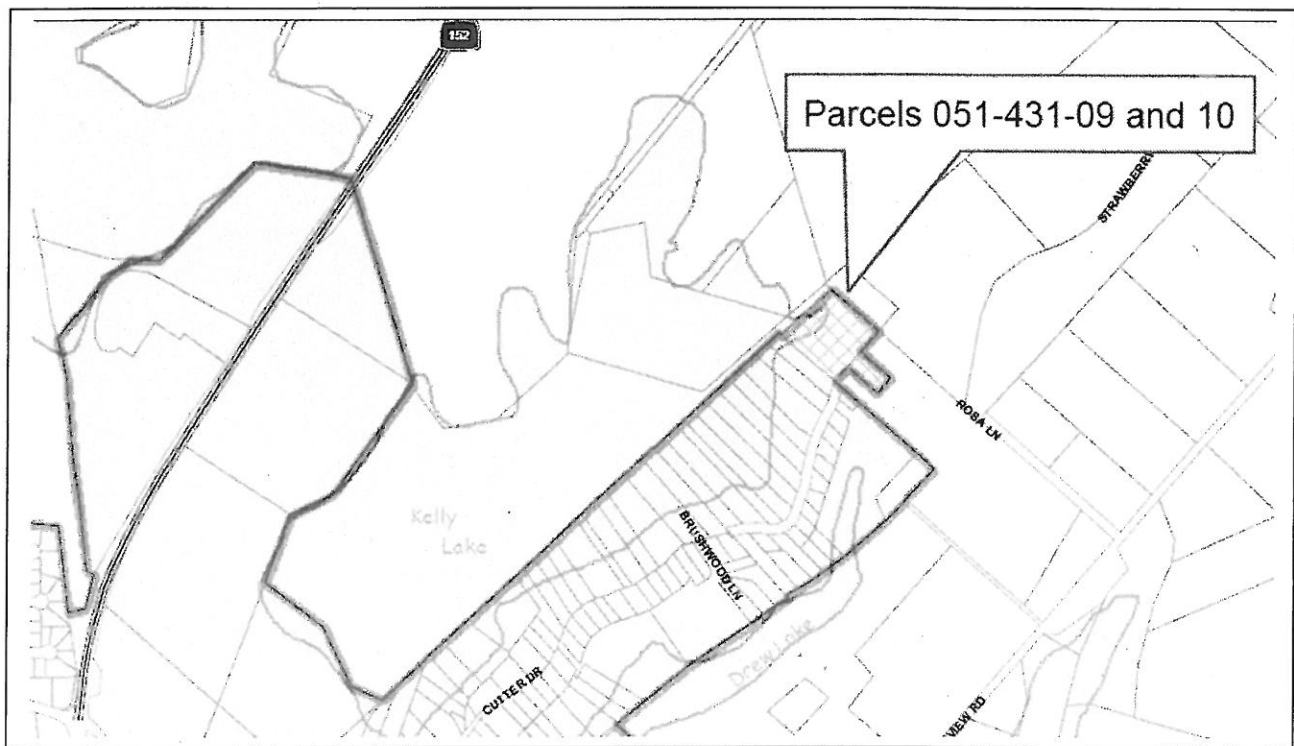 152
Parcels 051-431-09 and 10
STRAWBERR
ROSA LN
Kelly
Lake
BRUSHWOOD LN
Drew Lake
CUTTER DR
VIEW RD